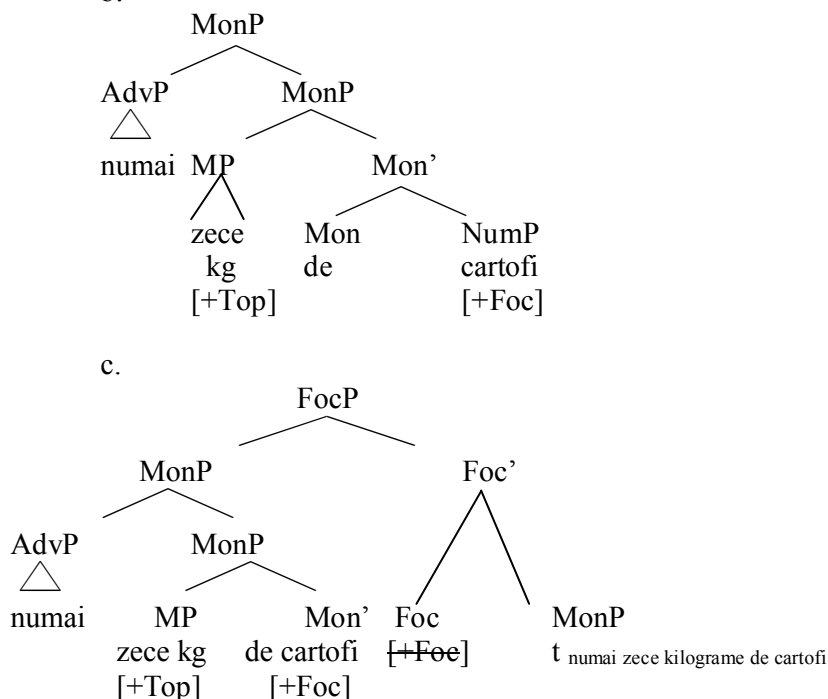 MonP
AdvP MonP
numai MP Mon’
zece Mon NumP
kg de cartofi
[+Top] [+Foc]
c.
FocP
MonP Foc’
AdvP MonP
numai MP Mon’ Foc MonP
zece kg de cartofi [+Foc] t numai zece kilograme de cartofi
[+Top] [+Foc]